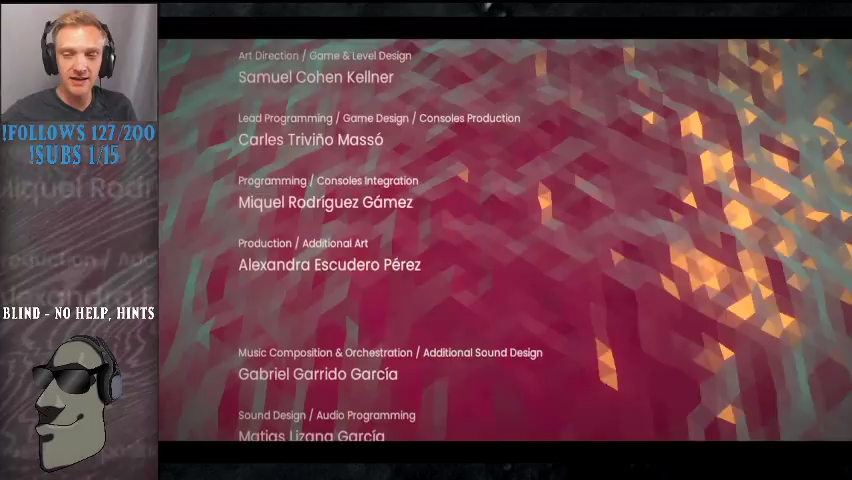 !FOLLOWS 127/200
!SUBS 1/15
BLIND - NO HELP, HINTS
Art Direction / Game & Level Design
Samuel Cohen Kellner
Lead Programming / Game Design / Consoles Production
Carles Triviño Massó
Programming / Consoles Integration
Miquel Rodríguez Gámez
Production / Additional Art
Alexandra Escudero Pérez
Music Composition & Orchestration / Additional Sound Design
Gabriel Garrido García
Sound Design / Audio Programming
Matias Lizana García